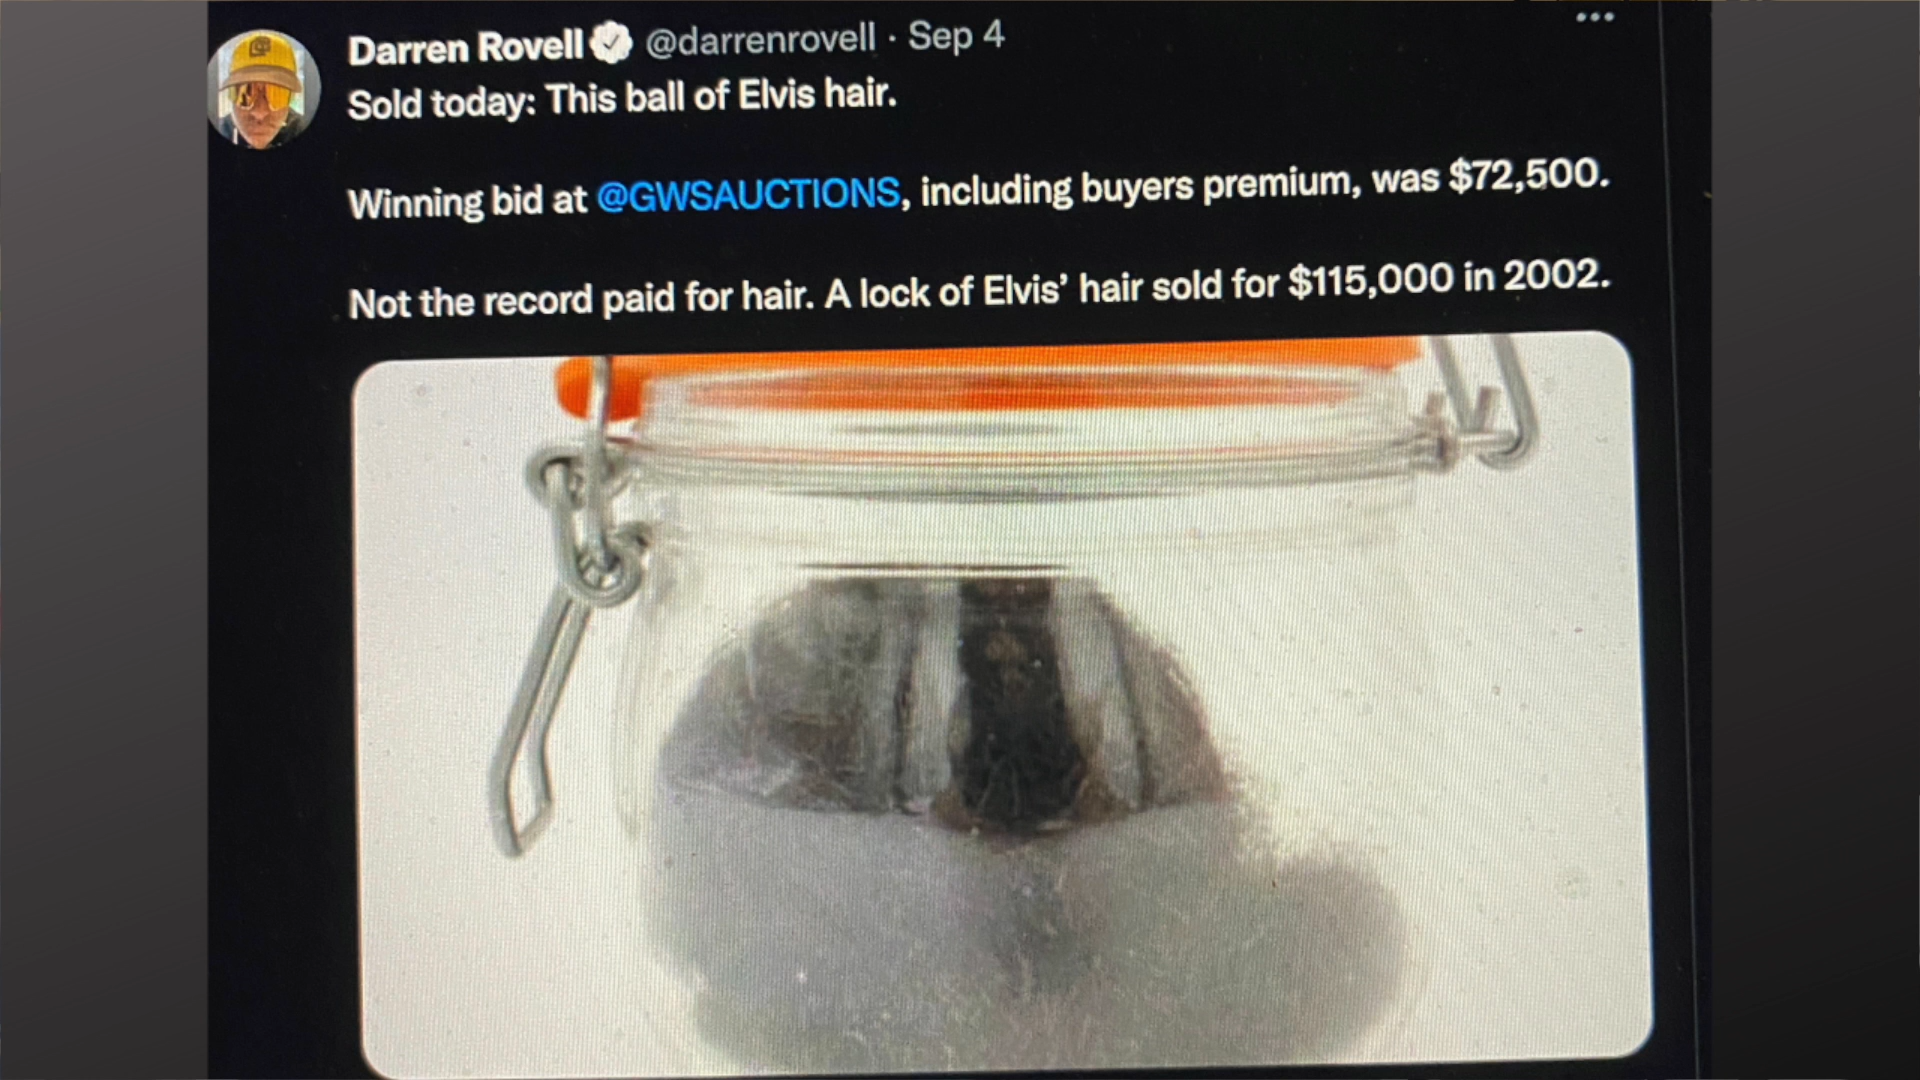 Darren Rovell @darrenrovell · Sep 4
Sold today: This ball of Elvis hair.
Winning bid at @GWSAUCTIONS, including buyers premium, was $72,500.
Not the record paid for hair. A lock of Elvis’ hair sold for $115,000 in 2002.